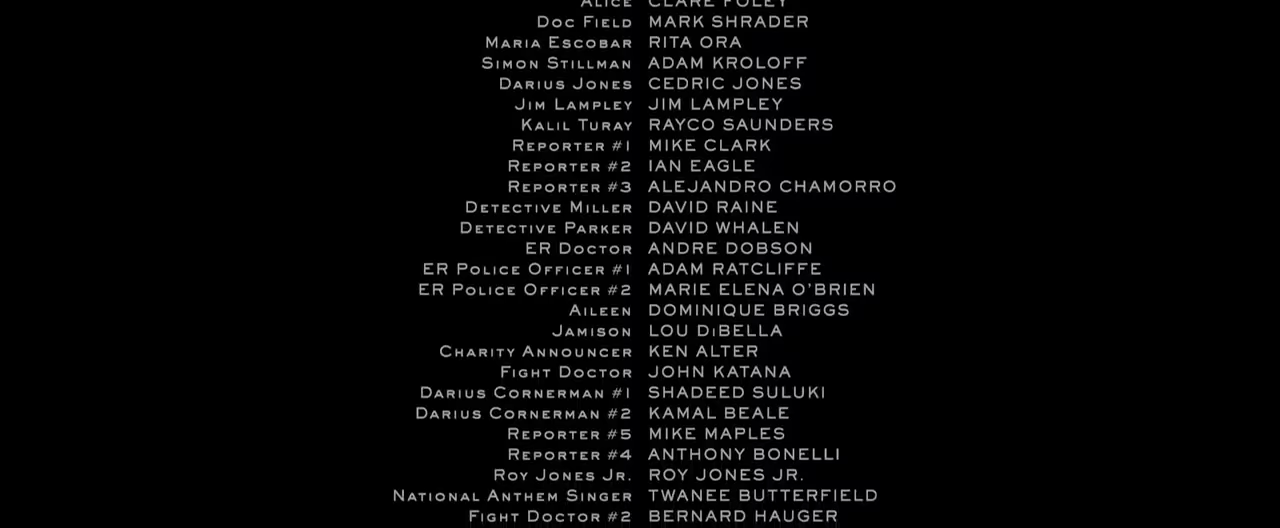 Alice CLARE FOLEY
Doc Field MARK SHRADER
Maria Escobar RITA ORA
Simon Stillman ADAM KROLOFF
Darius Jones CEDRIC JONES
Jim Lampley JIM LAMPLEY
Kalil Turay RAYCO SAUNDERS
Reporter #1 MIKE CLARK
Reporter #2 IAN EAGLE
Reporter #3 ALEJANDRO CHAMORRO
Detective Miller DAVID RAINE
Detective Parker DAVID WHALEN
ER Doctor ANDRE DOBSON
ER Police Officer #1 ADAM RATCLIFFE
ER Police Officer #2 MARIE ELENA O'BRIEN
Aileen DOMINIQUE BRIGGS
Jamison LOU DiBELLA
Charity Announcer KEN ALTER
Fight Doctor JOHN KATANA
Darius Cornerman #1 SHADEED SULUKI
Darius Cornerman #2 KAMAL BEALE
Reporter #5 MIKE MAPLES
Reporter #4 ANTHONY BONELLI
Roy Jones Jr. ROY JONES JR.
National Anthem Singer TWANEE BUTTERFIELD
Fight Doctor #2 BERNARD HAUGER